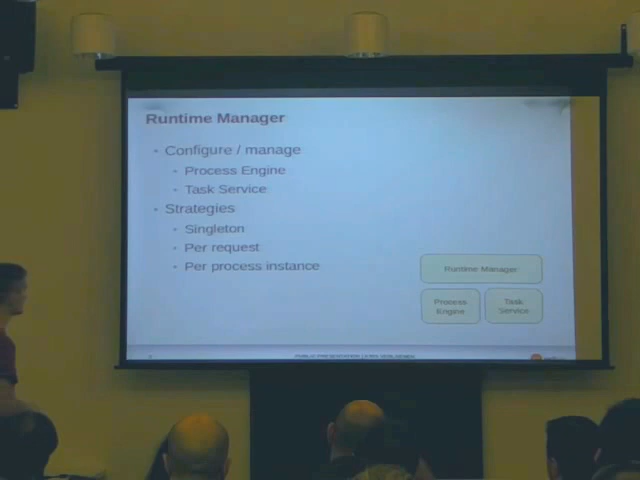 Runtime Manager
• Configure / manage
• Process Engine
• Task Service
• Strategies
• Singleton
• Per request
• Per process instance
Runtime Manager
Process Engine
Task Service